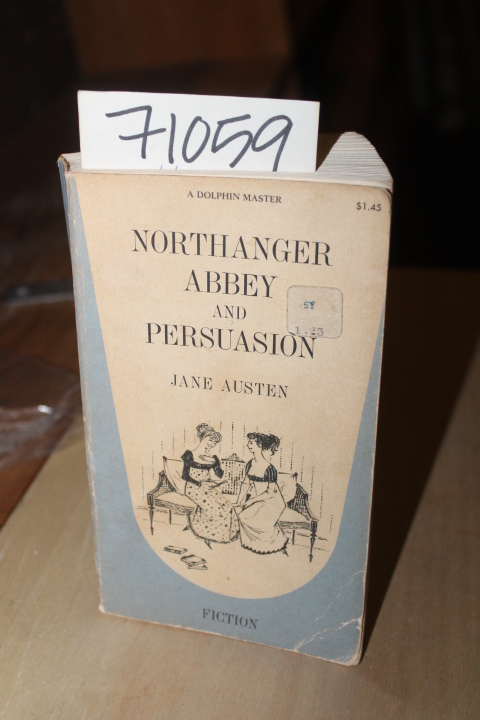 71059
A DOLPHIN MASTER
$1.45
NORTHANGER
ABBEY
AND
PERSUASION
JANE AUSTEN
FICTION